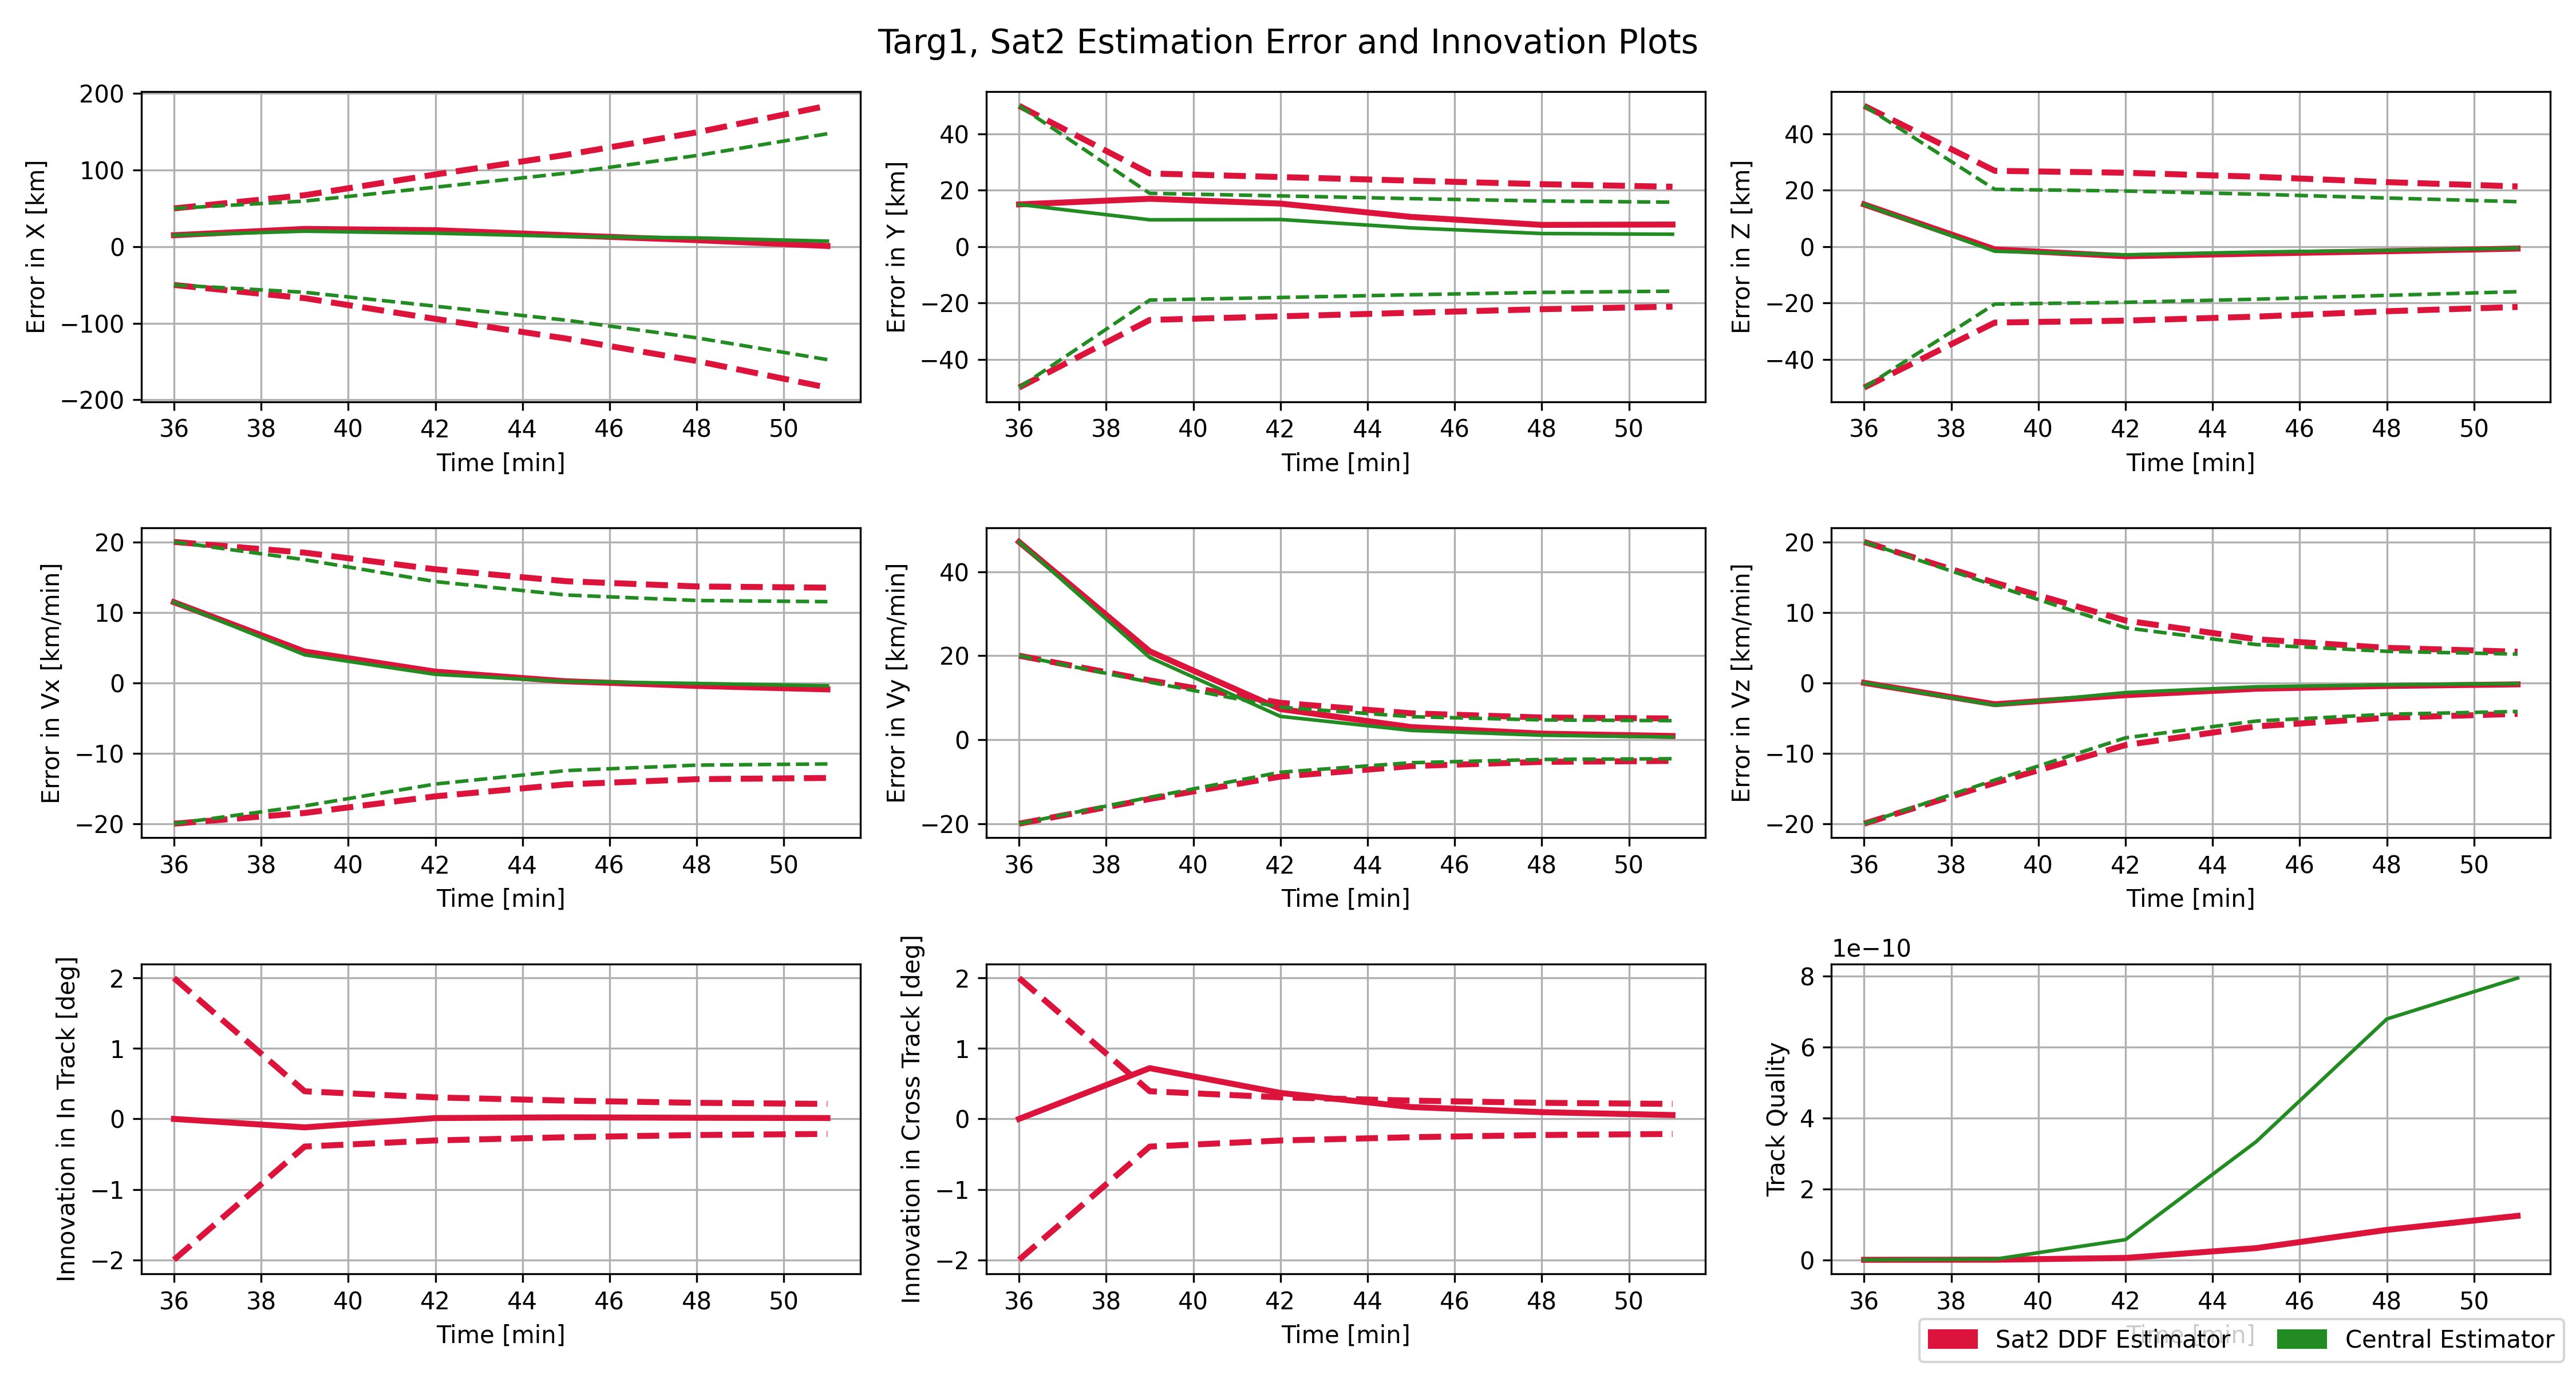 Targ1, Sat2 Estimation Error and Innovation Plots
Error in X [km]
200
100
0
−100
−200
36 38 40 42 44 46 48 50
Time [min]
Error in Y [km]
40
20
0
−20
−40
36 38 40 42 44 46 48 50
Time [min]
Error in Z [km]
40
20
0
−20
−40
36 38 40 42 44 46 48 50
Time [min]
Error in Vx [km/min]
20
10
0
−10
−20
36 38 40 42 44 46 48 50
Time [min]
Error in Vy [km/min]
40
20
0
−20
36 38 40 42 44 46 48 50
Time [min]
Error in Vz [km/min]
20
10
0
−10
−20
36 38 40 42 44 46 48 50
Time [min]
Innovation in In Track [deg]
2
1
0
−1
−2
36 38 40 42 44 46 48 50
Time [min]
Innovation in Cross Track [deg]
2
1
0
−1
−2
36 38 40 42 44 46 48 50
Time [min]
1e−10
Track Quality
8
6
4
2
0
36 38 40 42 44 46 48 50
Time [min]
Sat2 DDF Estimator
Central Estimator